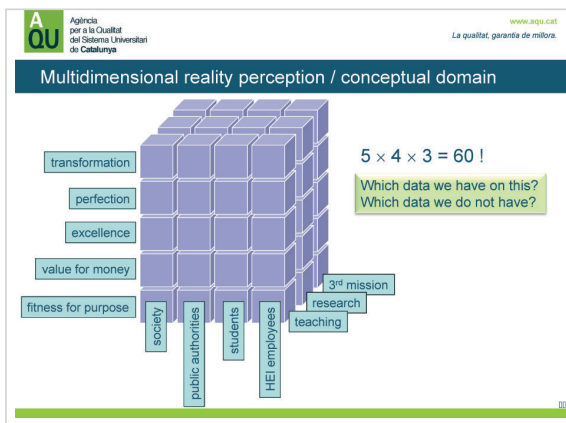 AQU
Agència
per a la Qualitat
del Sistema Universitari
de Catalunya
www.aqu.cat
La qualitat, garantia de millora.
Multidimensional reality perception / conceptual domain
transformation
perfection
excellence
value for money
fitness for purpose
society
public authorities
students
HEI employees
3rd mission
research
teaching
5 × 4 × 3 = 60 !
Which data we have on this?
Which data we do not have?